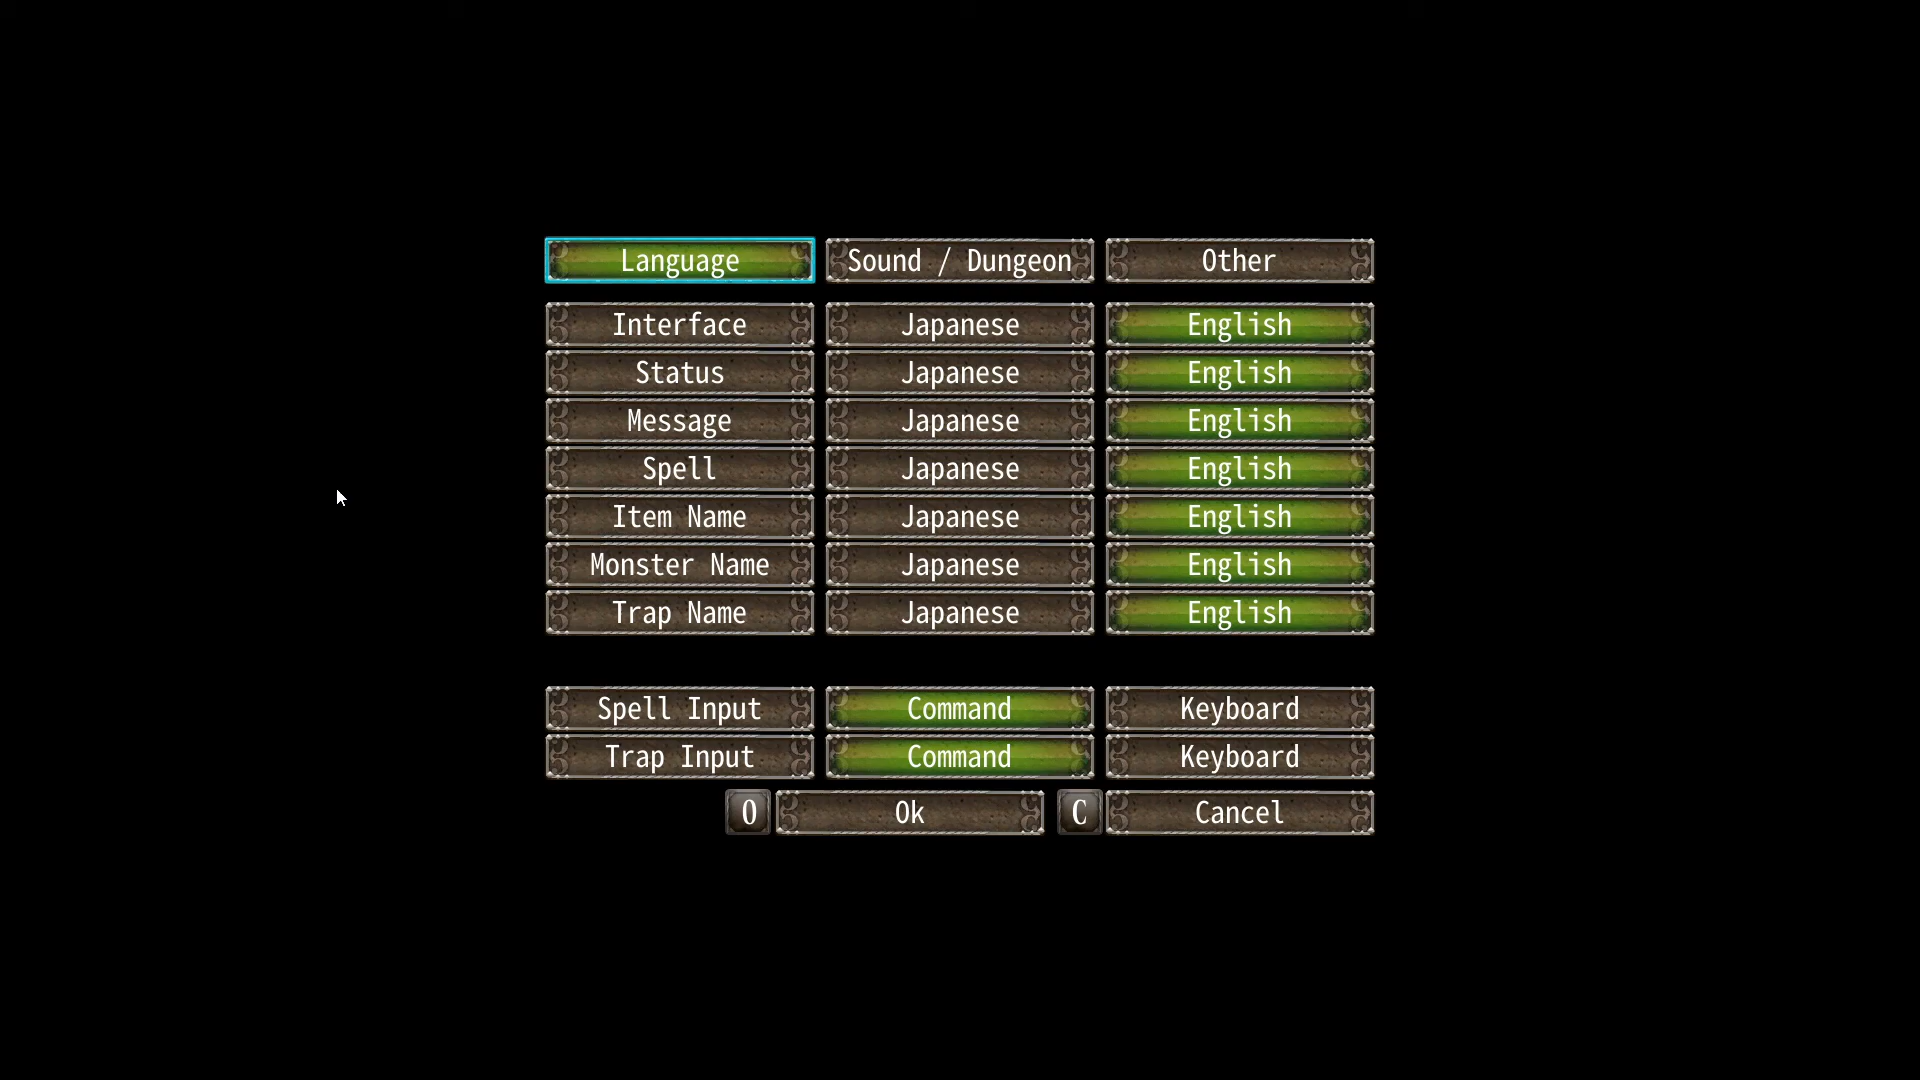 Language Sound / Dungeon Other
Interface Japanese English
Status Japanese English
Message Japanese English
Spell Japanese English
Item Name Japanese English
Monster Name Japanese English
Trap Name Japanese English
Spell Input Command Keyboard
Trap Input Command Keyboard
O Ok C Cancel